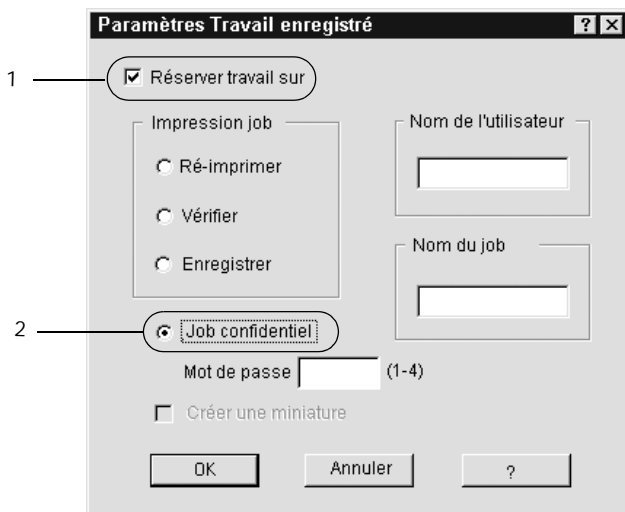 Paramètres Travail enregistré
? ×
1
Réserver travail sur
Impression job
Ré-imprimer
Vérifier
Enregistrer
Nom de l'utilisateur
Nom du job
2
Job confidentiel
Mot de passe (1-4)
Créer une miniature
OK Annuler ?